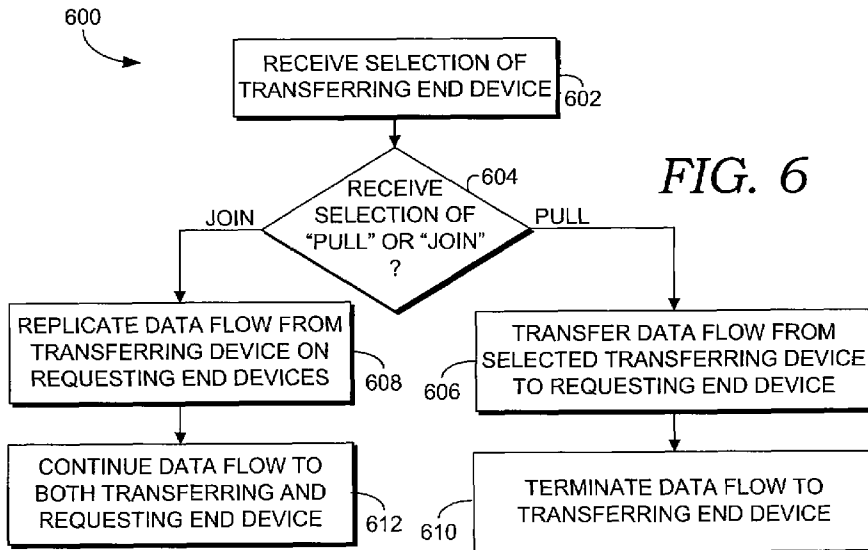 600
RECEIVE SELECTION OF
TRANSFERRING END DEVICE
602
FIG. 6
604
RECEIVE
SELECTION OF
"PULL" OR "JOIN"
?
JOIN
PULL
REPLICATE DATA FLOW FROM
TRANSFERRING DEVICE ON
REQUESTING END DEVICES
608
TRANSFER DATA FLOW FROM
SELECTED TRANSFERRING DEVICE
TO REQUESTING END DEVICE
606
CONTINUE DATA FLOW TO
BOTH TRANSFERRING AND
REQUESTING END DEVICE
612
TERMINATE DATA FLOW TO
TRANSFERRING END DEVICE
610